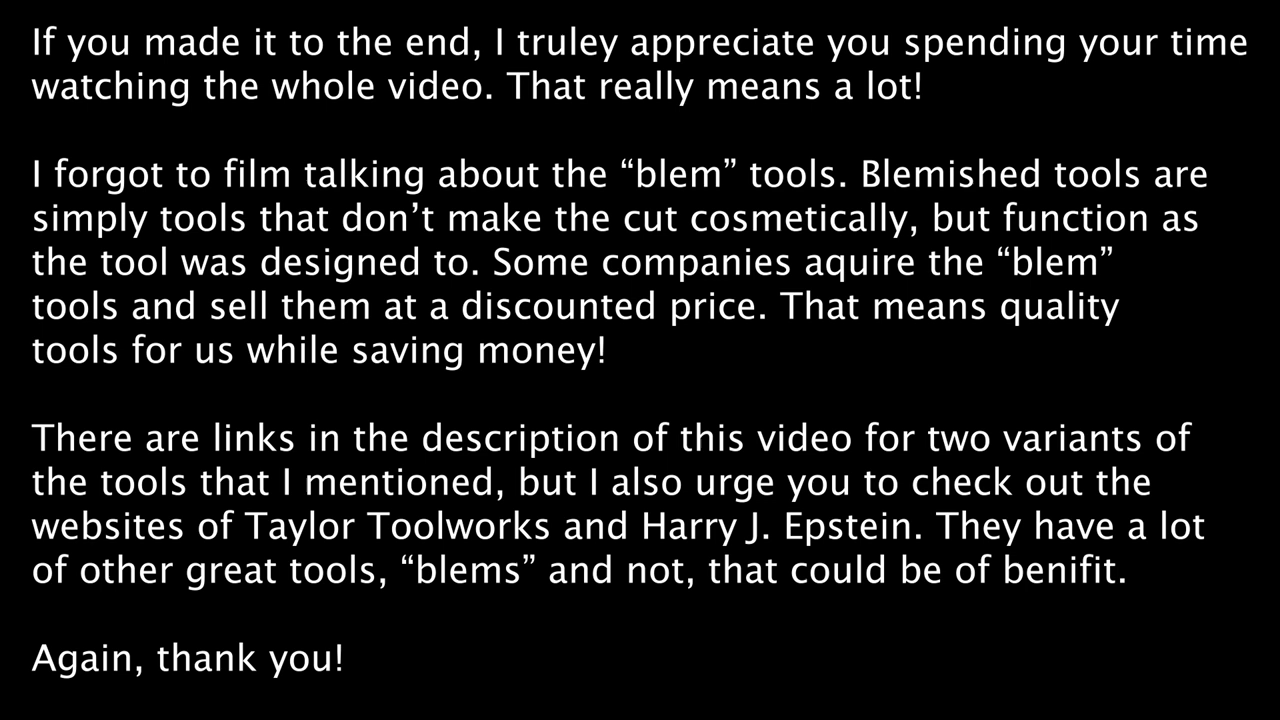 If you made it to the end, I truley appreciate you spending your time
watching the whole video. That really means a lot!
I forgot to film talking about the “blem” tools. Blemished tools are
simply tools that don’t make the cut cosmetically, but function as
the tool was designed to. Some companies aquire the “blem”
tools and sell them at a discounted price. That means quality
tools for us while saving money!
There are links in the description of this video for two variants of
the tools that I mentioned, but I also urge you to check out the
websites of Taylor Toolworks and Harry J. Epstein. They have a lot
of other great tools, “blems” and not, that could be of benifit.
Again, thank you!